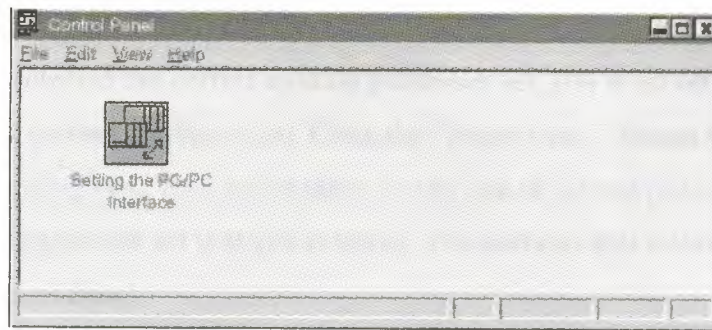 Control Panel
File Edit View Help
Setting the PG/PC
Interface